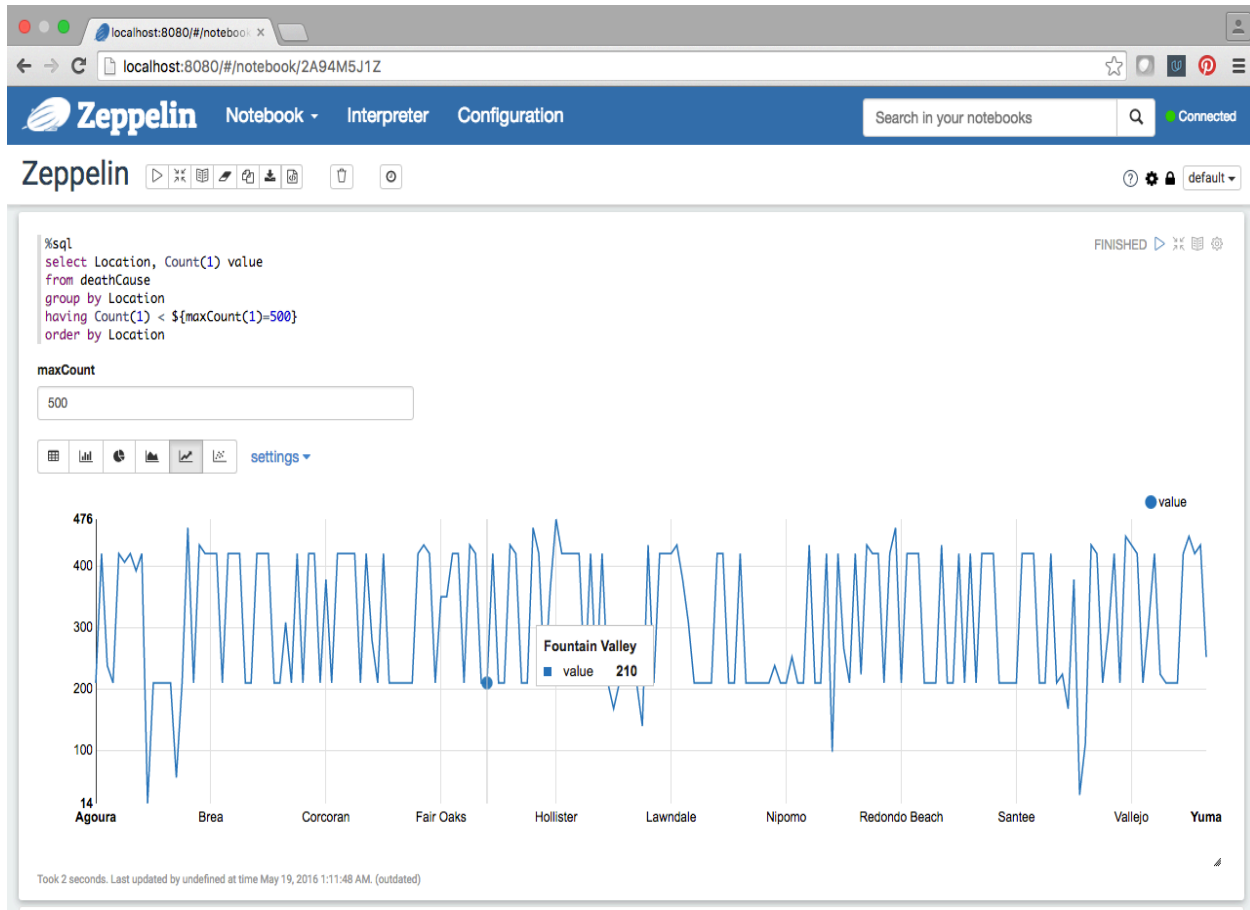 localhost:8080/#/notebook
localhost:8080/#/notebook/2A94M5J1Z
Zeppelin Notebook Interpreter Configuration Search in your notebooks Connected
Zeppelin default
%sql
select Location, Count(1) value
from deathCause
group by Location
having Count(1) < ${maxCount(1)=500}
order by Location
FINISHED
maxCount
500
settings
value
476
400
300
200
100
14
Fountain Valley
value 210
Agoura Brea Corcoran Fair Oaks Hollister Lawndale Nipomo Redondo Beach Santee Vallejo Yuma
Took 2 seconds. Last updated by undefined at time May 19, 2016 1:11:48 AM. (outdated)